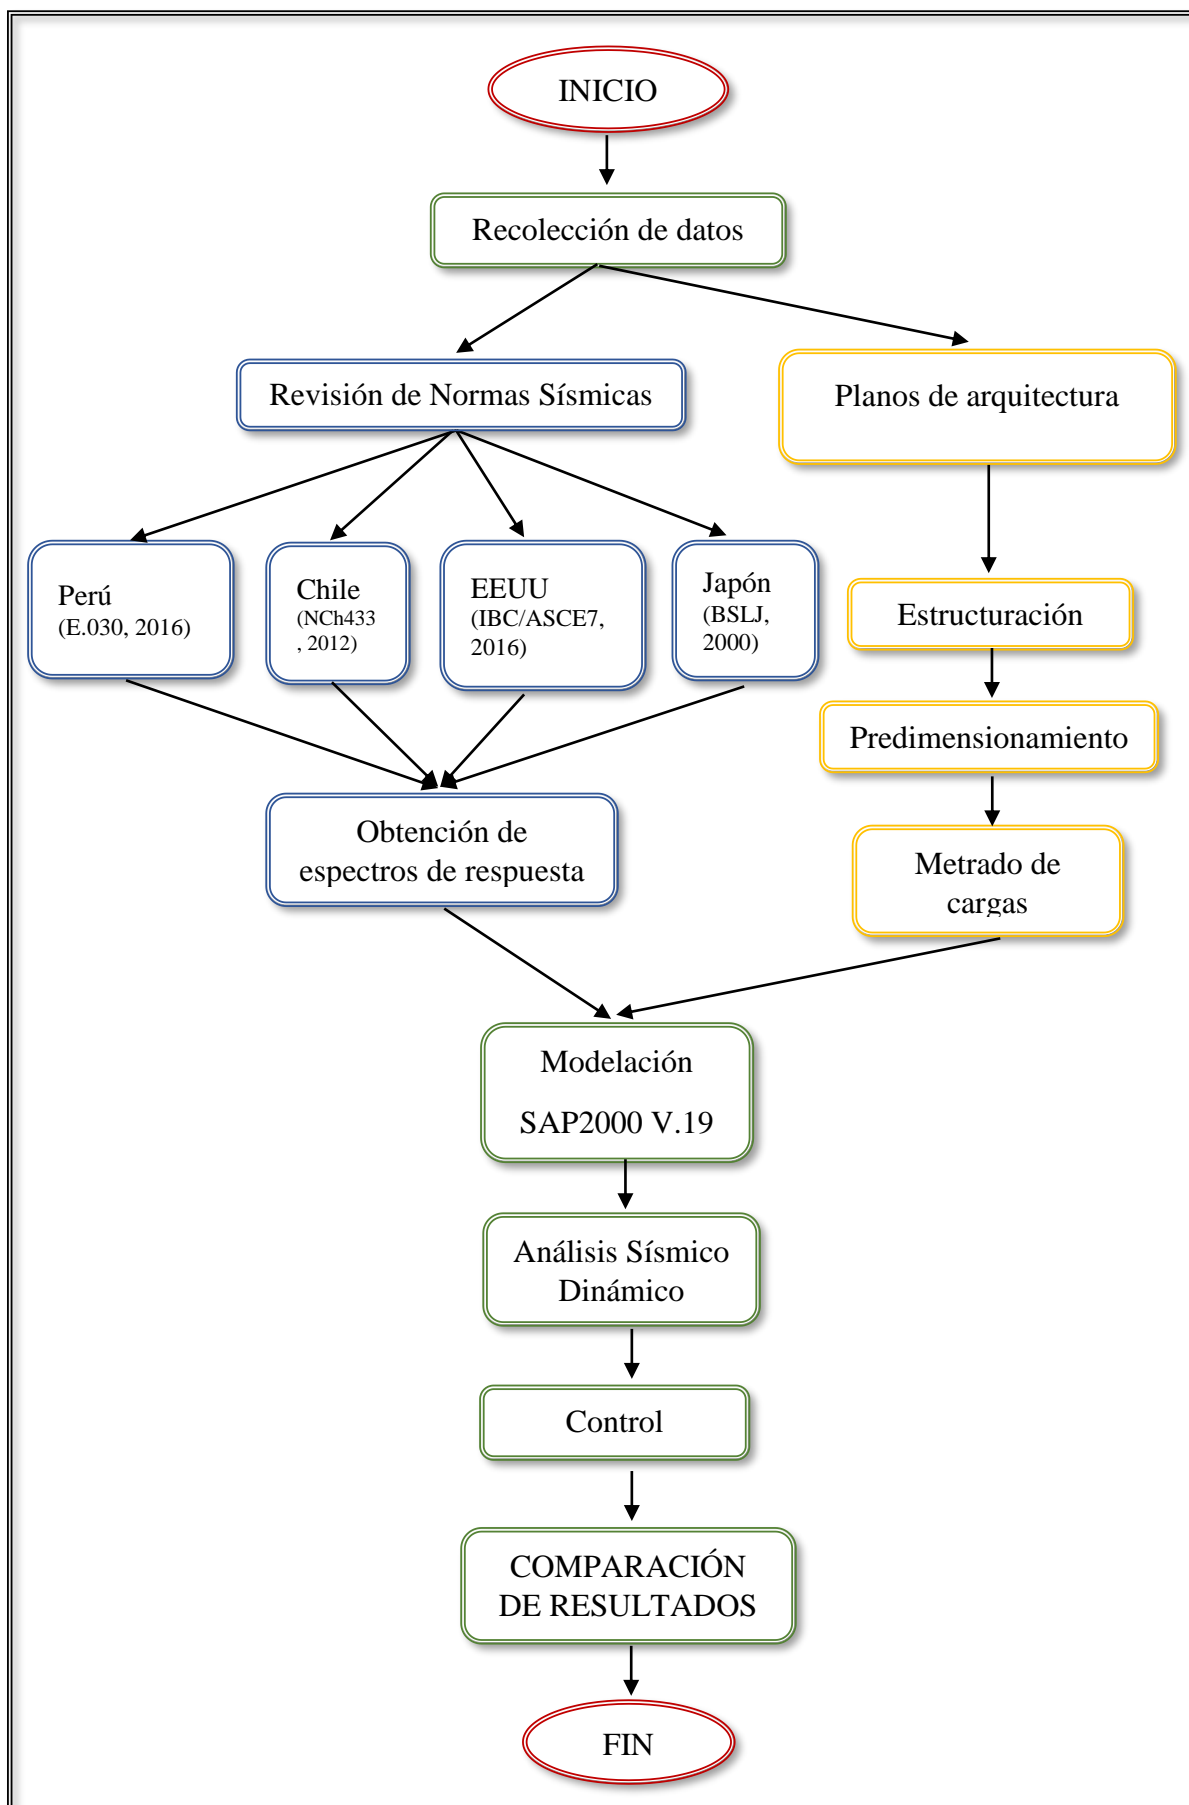 INICIO
Recolección de datos
Revisión de Normas Sísmicas
Planos de arquitectura
Perú
(E.030, 2016)
Chile
(NCh433
, 2012)
EEUU
(IBC/ASCE7,
2016)
Japón
(BSLJ,
2000)
Estructuración
Predimensionamiento
Obtención de
espectros de respuesta
Metrado de
cargas
Modelación
SAP2000 V.19
Análisis Sísmico
Dinámico
Control
COMPARACIÓN
DE RESULTADOS
FIN